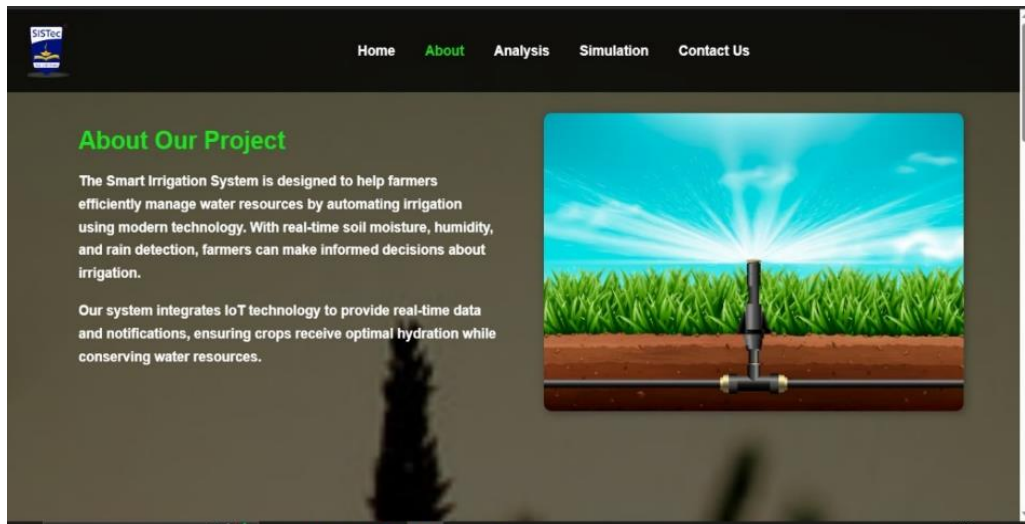 SISTec
Home About Analysis Simulation Contact Us
About Our Project
The Smart Irrigation System is designed to help farmers
efficiently manage water resources by automating irrigation
using modern technology. With real-time soil moisture, humidity,
and rain detection, farmers can make informed decisions about
irrigation.
Our system integrates IoT technology to provide real-time data
and notifications, ensuring crops receive optimal hydration while
conserving water resources.